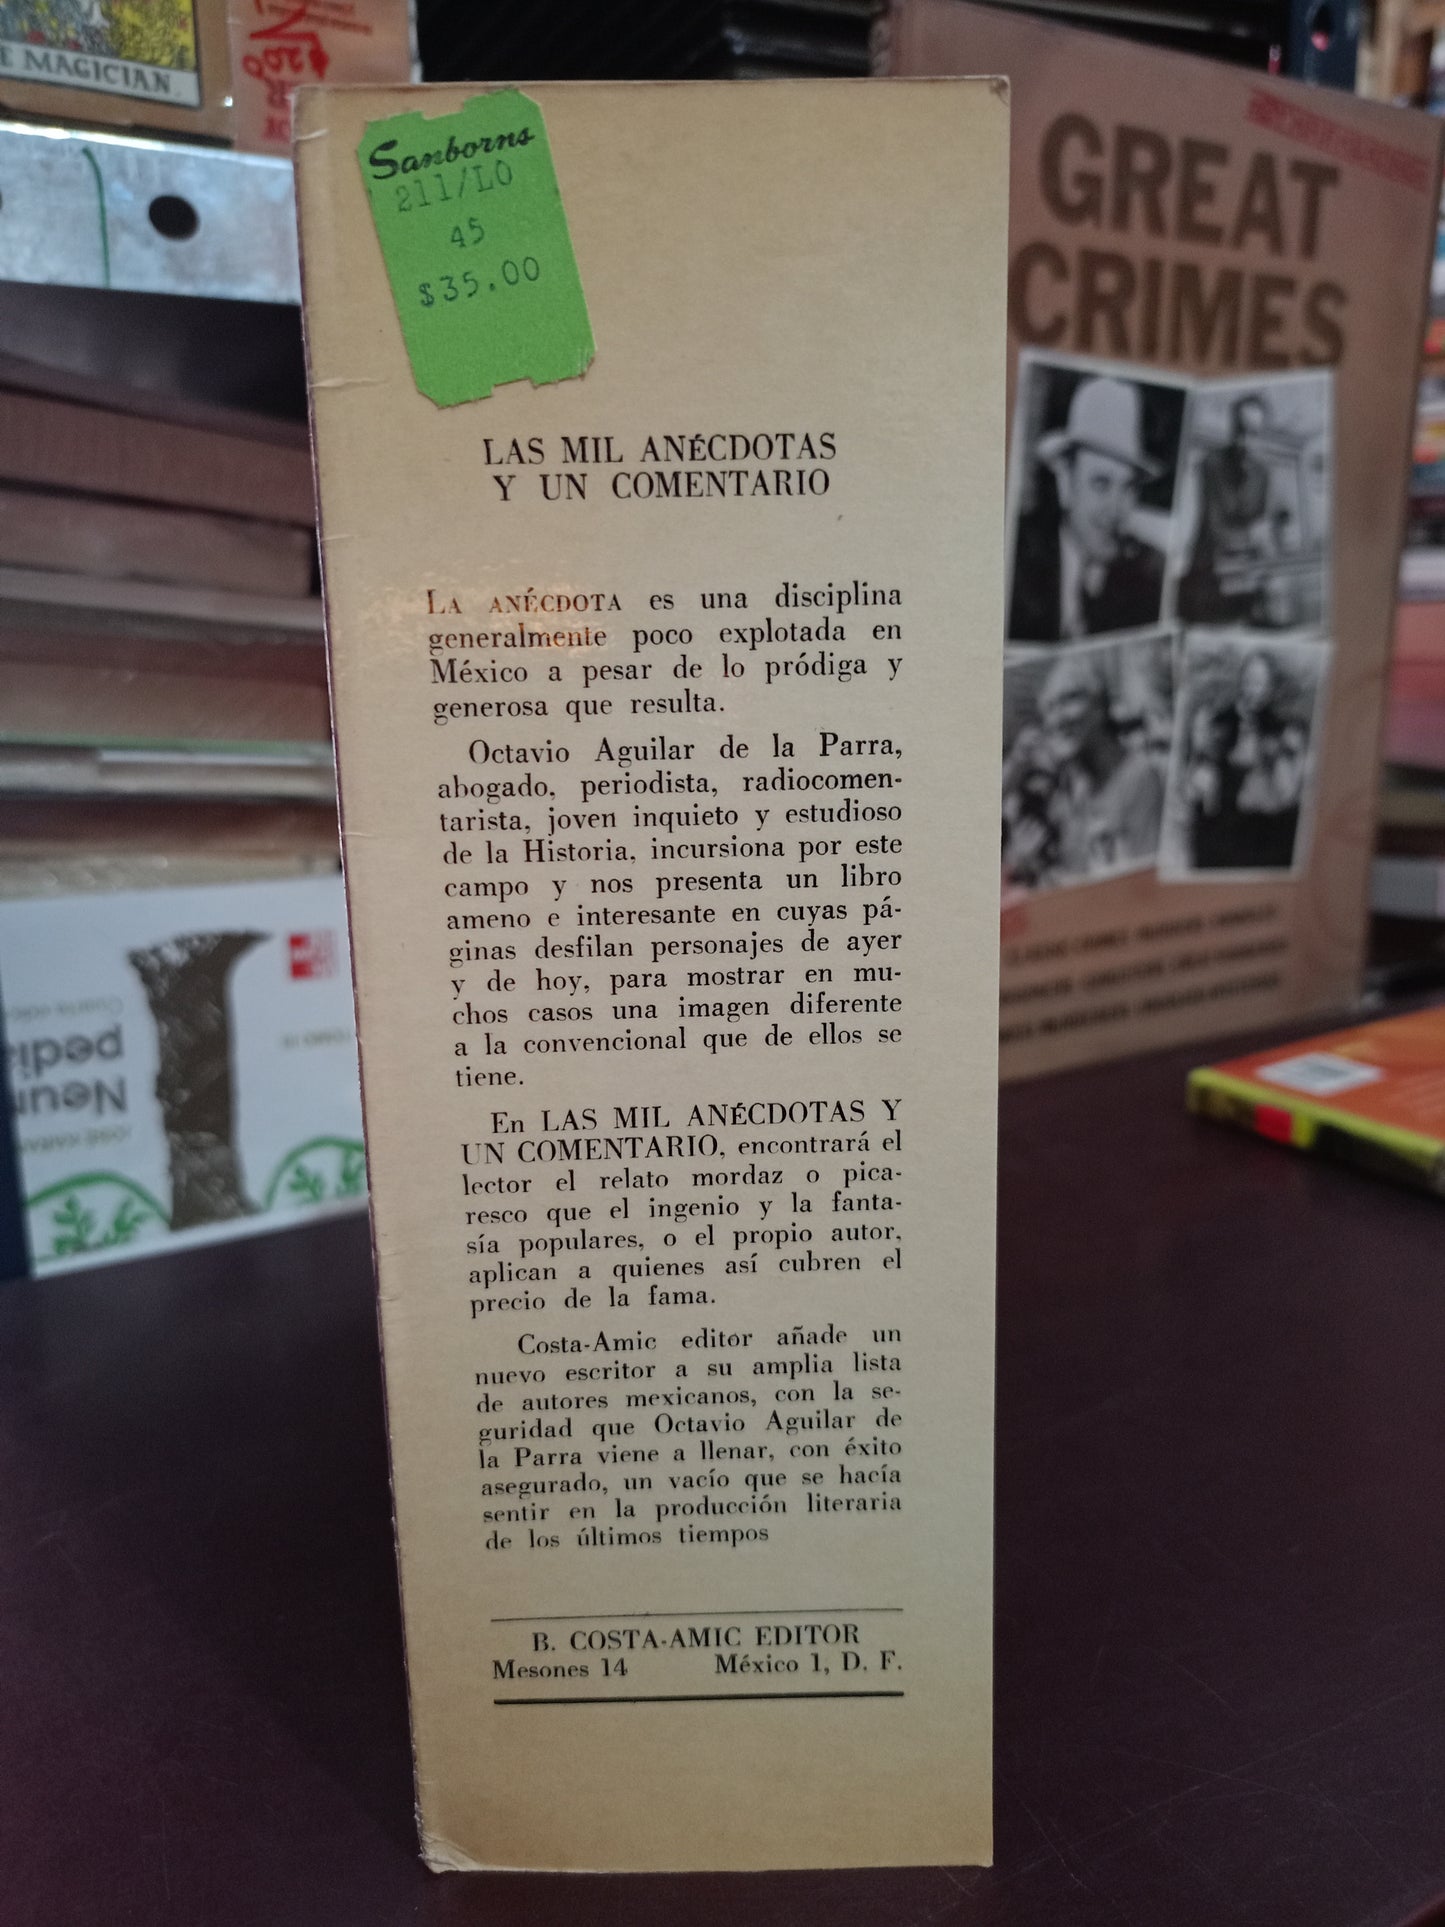 Sanborns
211/LO
45
$35.00
LAS MIL ANÉCDOTAS
Y UN COMENTARIO
LA ANÉCDOTA es una disciplina
generalmente poco explotada en
México a pesar de lo pródiga y
generosa que resulta.
Octavio Aguilar de la Parra,
abogado, periodista, radiocomen-
tarista, joven inquieto y estudioso
de la Historia, incursiona por este
campo y nos presenta un libro
ameno e interesante en cuyas pá-
ginas desfilan personajes de ayer
y de hoy, para mostrar en mu-
chos casos una imagen diferente
a la convencional que de ellos se
tiene.
En LAS MIL ANÉCDOTAS Y
UN COMENTARIO, encontrará el
lector el relato mordaz o pica-
resco que el ingenio y la fanta-
sía populares, o el propio autor,
aplican a quienes así cubren el
precio de la fama.
Costa-Amic editor añade un
nuevo escritor a su amplia lista
de autores mexicanos, con la se-
guridad que Octavio Aguilar de
la Parra viene a llenar, con éxito
asegurado, un vacío que se hacía
sentir en la producción literaria
de los últimos tiempos
B. COSTA-AMIC EDITOR
Mesones 14 México 1, D. F.
GREAT
CRIMES
MAGICIAN.
20º
pedi
Neur